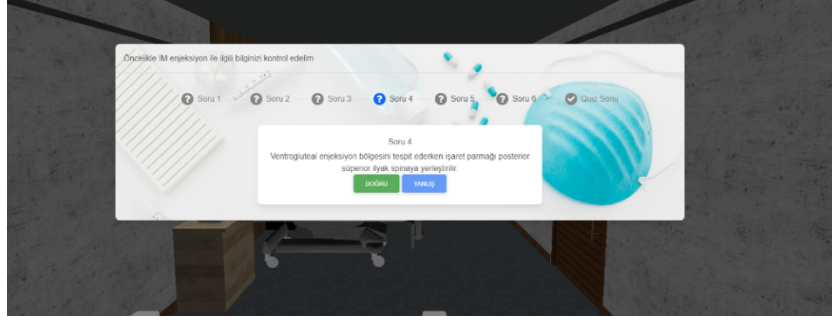 Öncelikle IM enjeksiyon ile ilgili bilginizi kontrol edelim
Soru 1 Soru 2 Soru 3 Soru 4 Soru 5 Soru 6 Quiz Sonu
Soru 4
Ventrogluteal enjeksiyon bölgesini tespit ederken işaret parmağı posterior
süperior ilyak spinaya yerleştirilir.
DOĞRU YANLIŞ